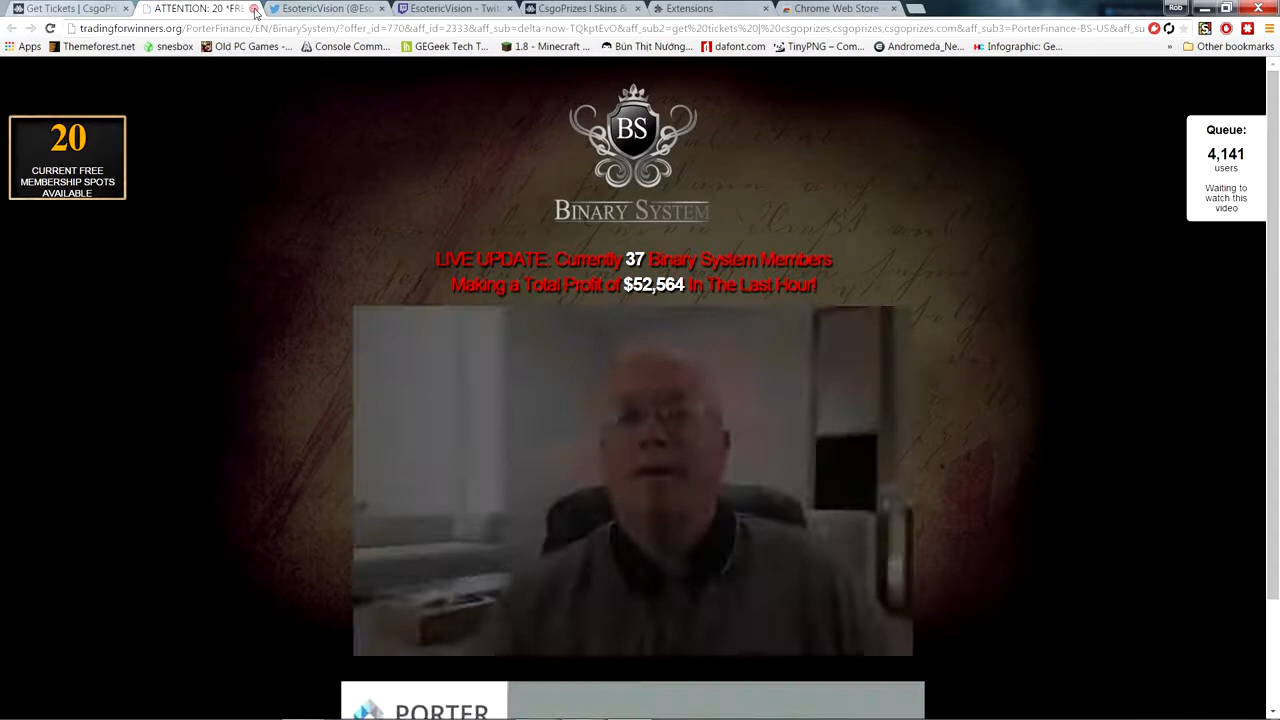 Get Tickets | CsgoPri
ATTENTION: 20 *FRE
EsotericVision (@Eso
EsotericVision - Twit
CsgoPrizes I Skins &
Extensions
Chrome Web Store -
Rob
tradingforwinners.org/PorterFinance/EN/BinarySystem/?offer_id=770&aff_id=2333&aff_sub=delta-now-TQkptEvO&aff_sub2=get%20tickets%20|%20csgoprizes,csgoprizes,csgoprizes.com&aff_sub3=PorterFinance-BS-US&aff_su
Apps
Themeforest.net
snesbox
Old PC Games -...
Console Comm...
GEGeek Tech T...
1.8 - Minecraft ...
Bún Thịt Nướng ...
dafont.com
TinyPNG – Com...
Andromeda_Ne...
Infographic: Ge...
»
Other bookmarks
20
CURRENT FREE
MEMBERSHIP SPOTS
AVAILABLE
BS
BINARY SYSTEM
Queue:
4,141
users
Waiting to
watch this
video
LIVE UPDATE: Currently 37 Binary System Members
Making a Total Profit of $52,564 In The Last Hour!
PORTER